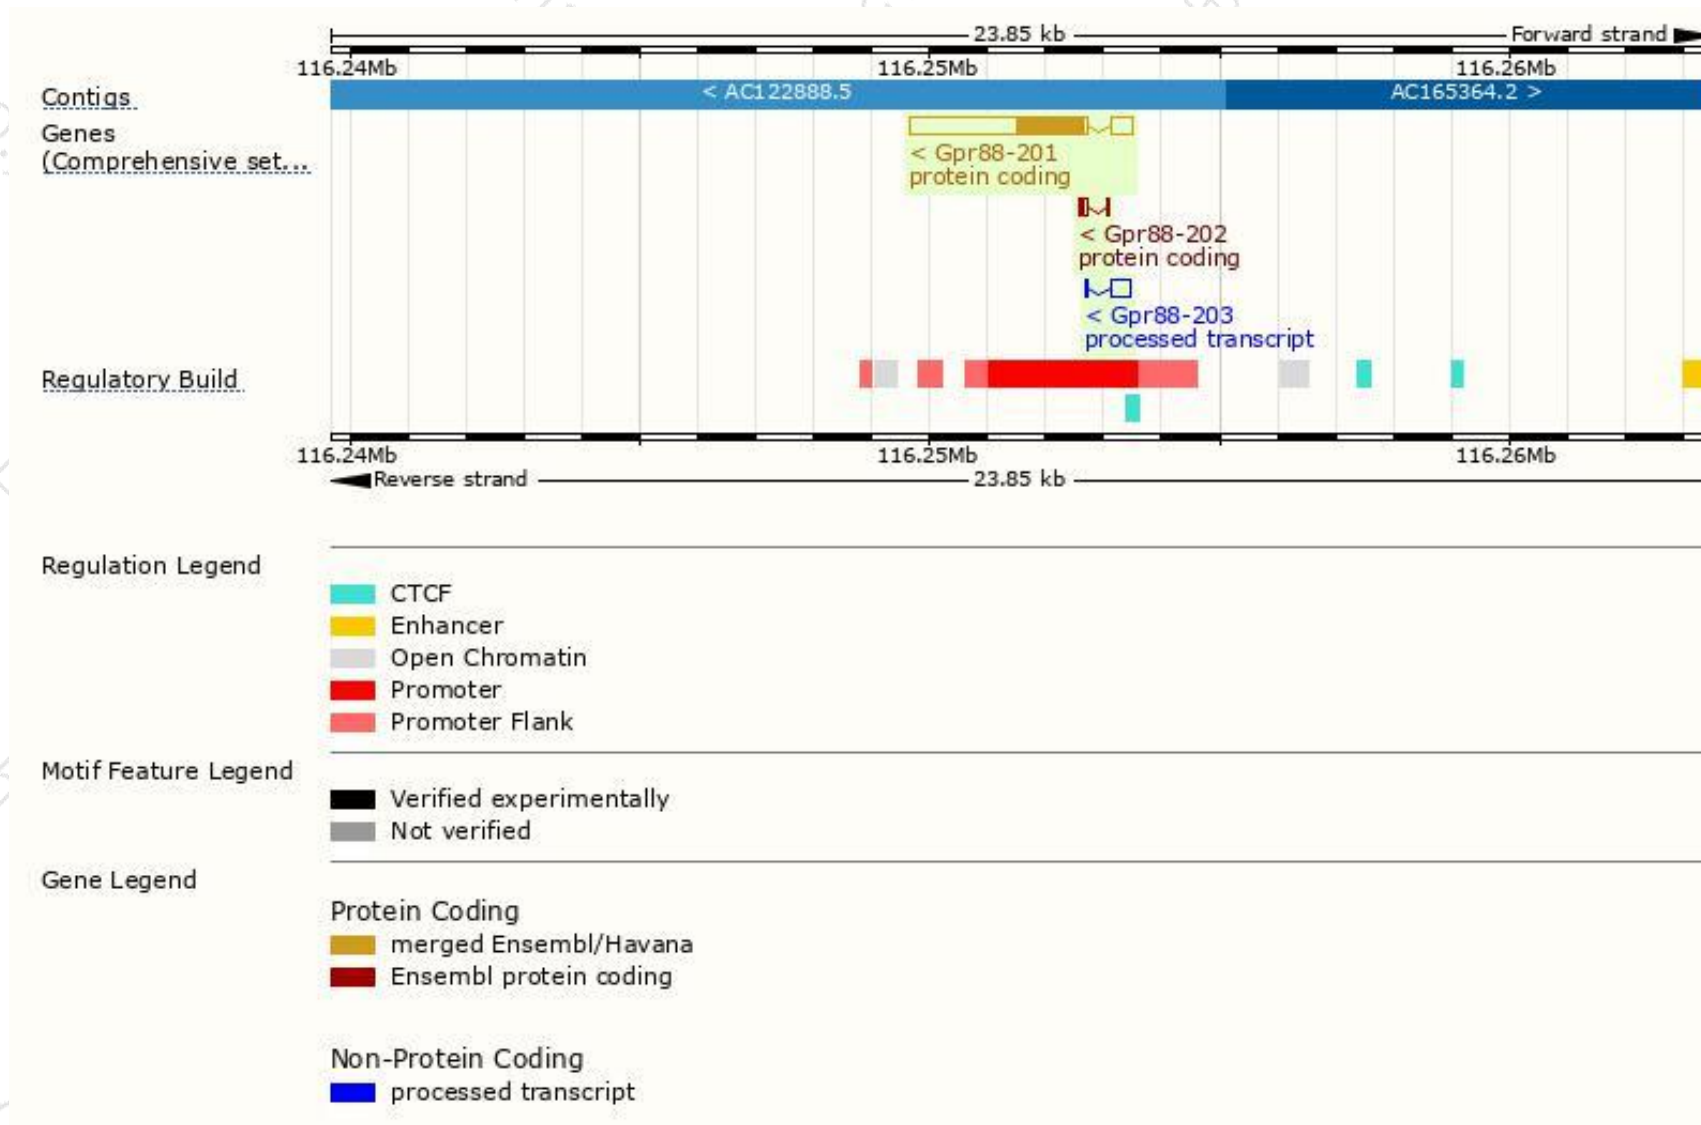 23.85 kb Forward strand
116.24Mb 116.25Mb 116.26Mb
Contigs < AC122888.5 AC165364.2 >
Genes
(Comprehensive set...
< Gpr88-201
protein coding
< Gpr88-202
protein coding
< Gpr88-203
processed transcript
Regulatory Build
116.24Mb 116.25Mb 116.26Mb
Reverse strand 23.85 kb
Regulation Legend
CTCF
Enhancer
Open Chromatin
Promoter
Promoter Flank
Motif Feature Legend
Verified experimentally
Not verified
Gene Legend
Protein Coding
merged Ensembl/Havana
Ensembl protein coding
Non-Protein Coding
processed transcript